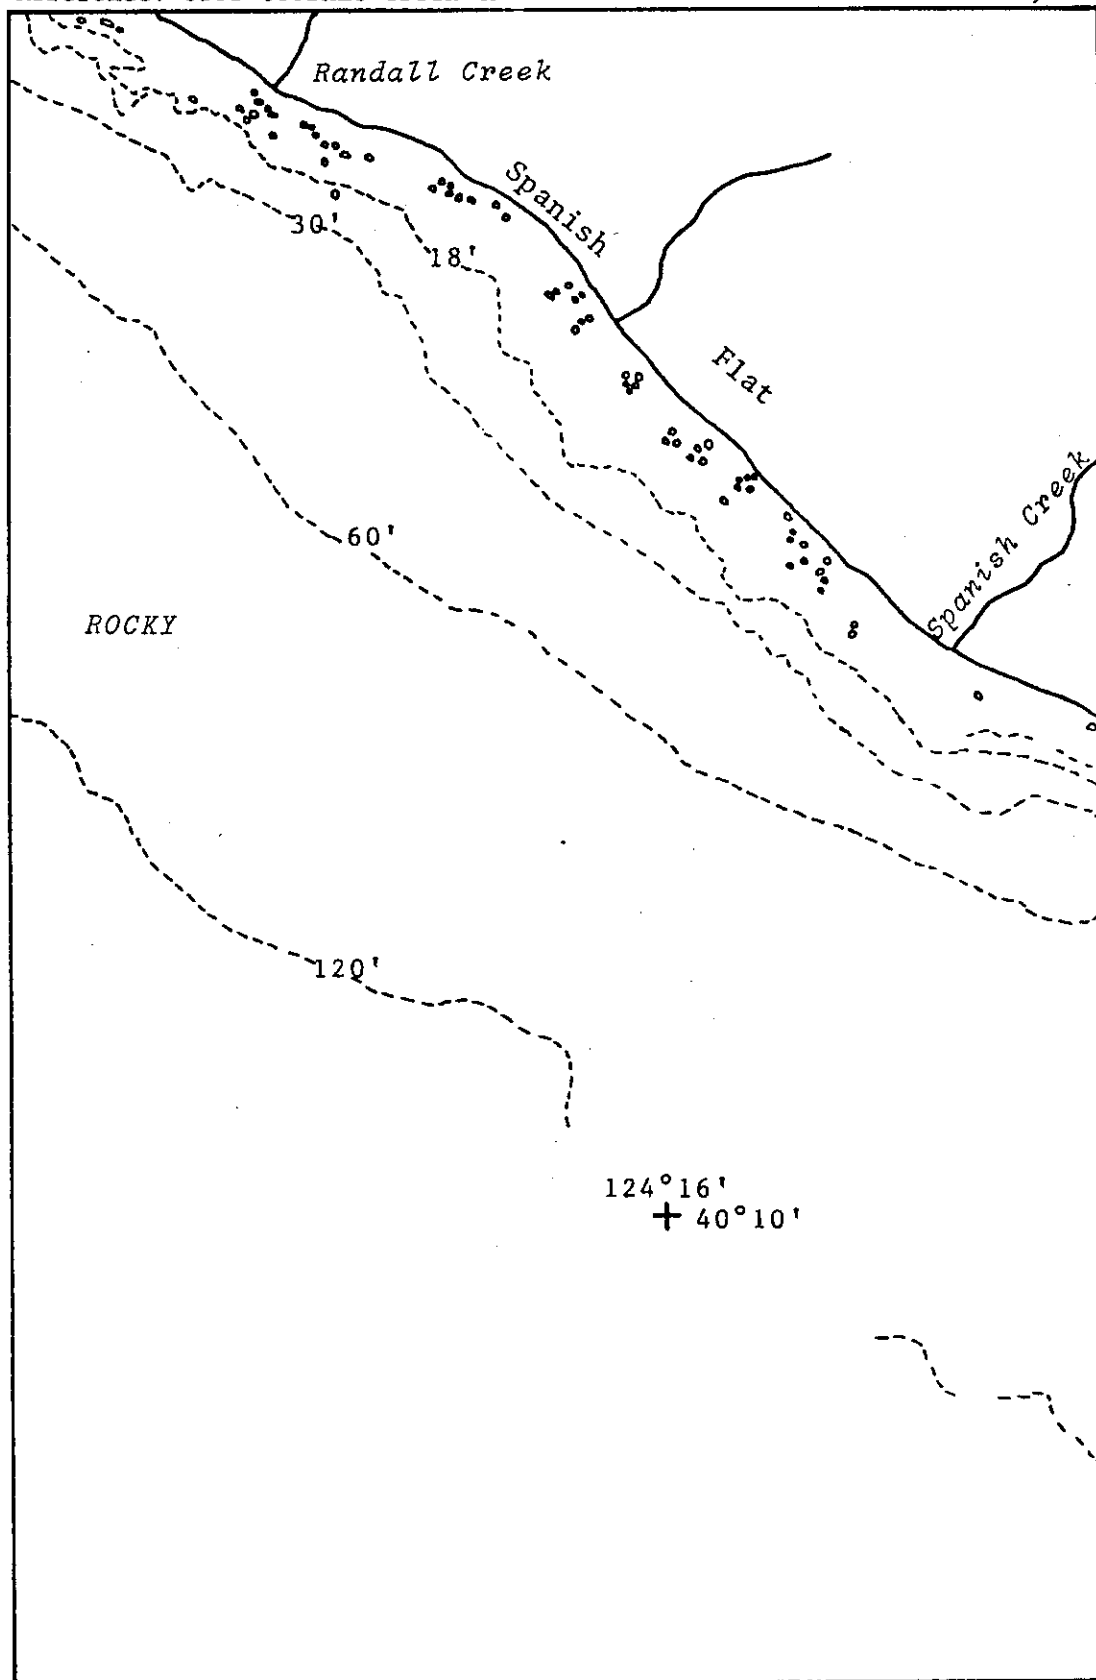 Randall Creek
Spanish
30'
18'
Flat
60'
Spanish Creek
ROCKY
120'
124°16'
40°10'